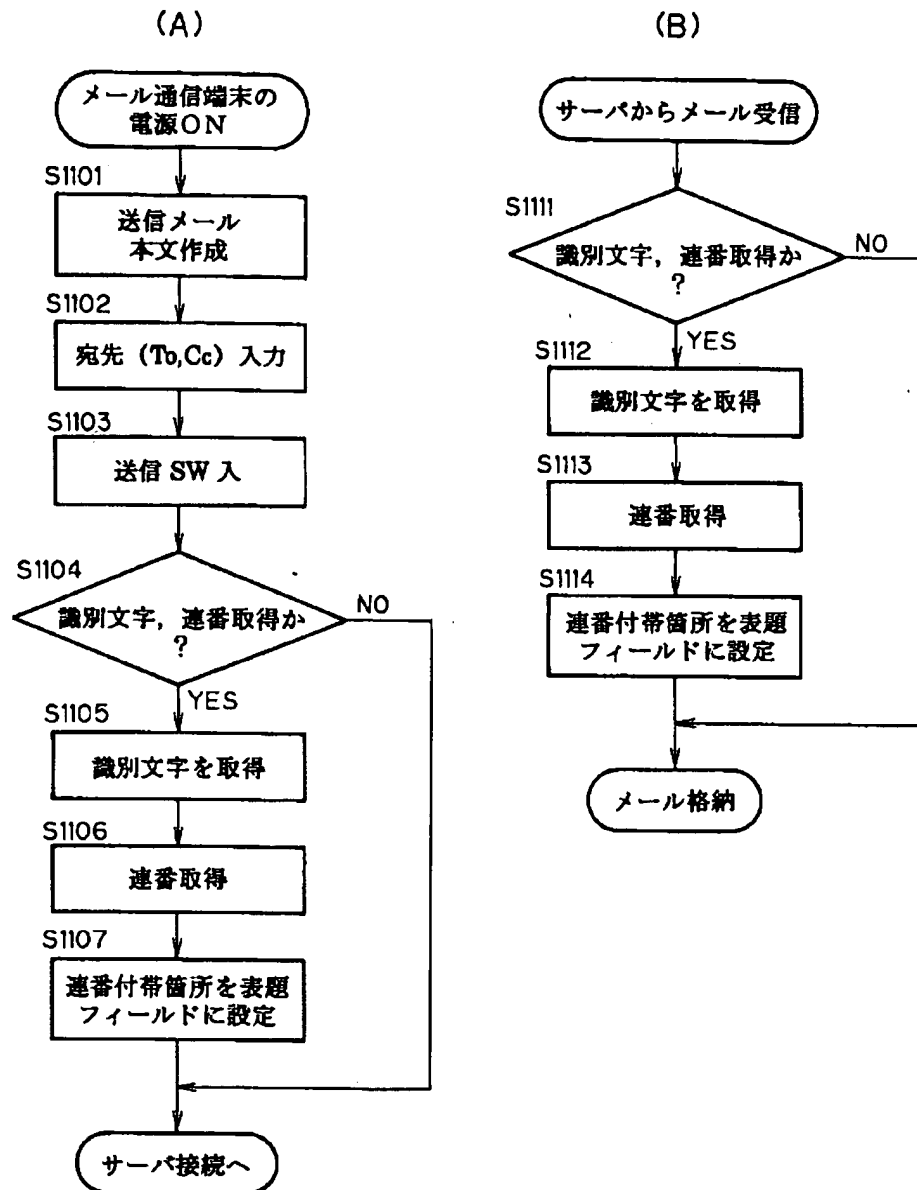 (A)
メール通信端末の
電源ON
S1101
送信メール
本文作成
S1102
宛先（To,Cc）入力
S1103
送信 SW 入
S1104
識別文字，連番取得か
?
NO
YES
S1105
識別文字を取得
S1106
連番取得
S1107
連番付帯箇所を表題
フィールドに設定
サーバ接続へ
(B)
サーバからメール受信
S1111
識別文字，連番取得か
?
NO
YES
S1112
識別文字を取得
S1113
連番取得
S1114
連番付帯箇所を表題
フィールドに設定
メール格納